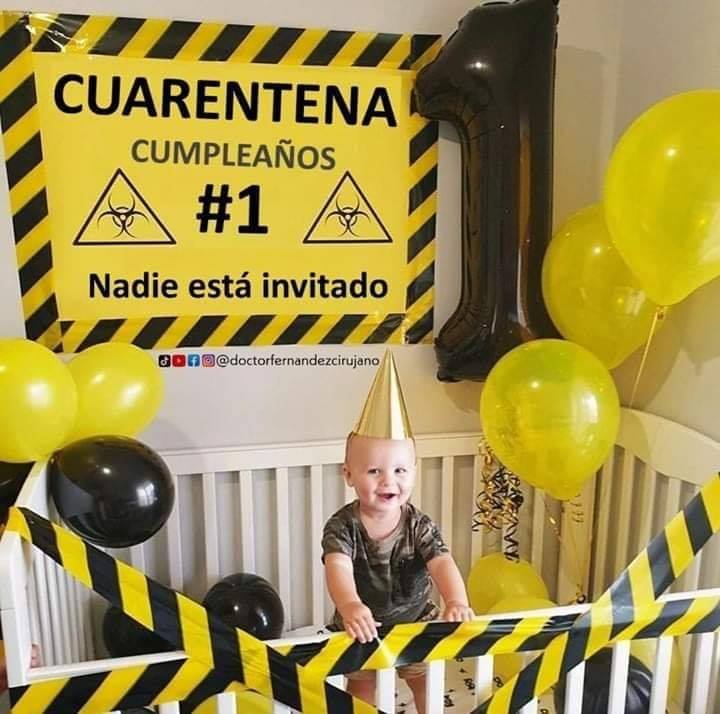 CUARENTENA
CUMPLEAÑOS
#1
Nadie está invitado
@doctorfernandezcirujano